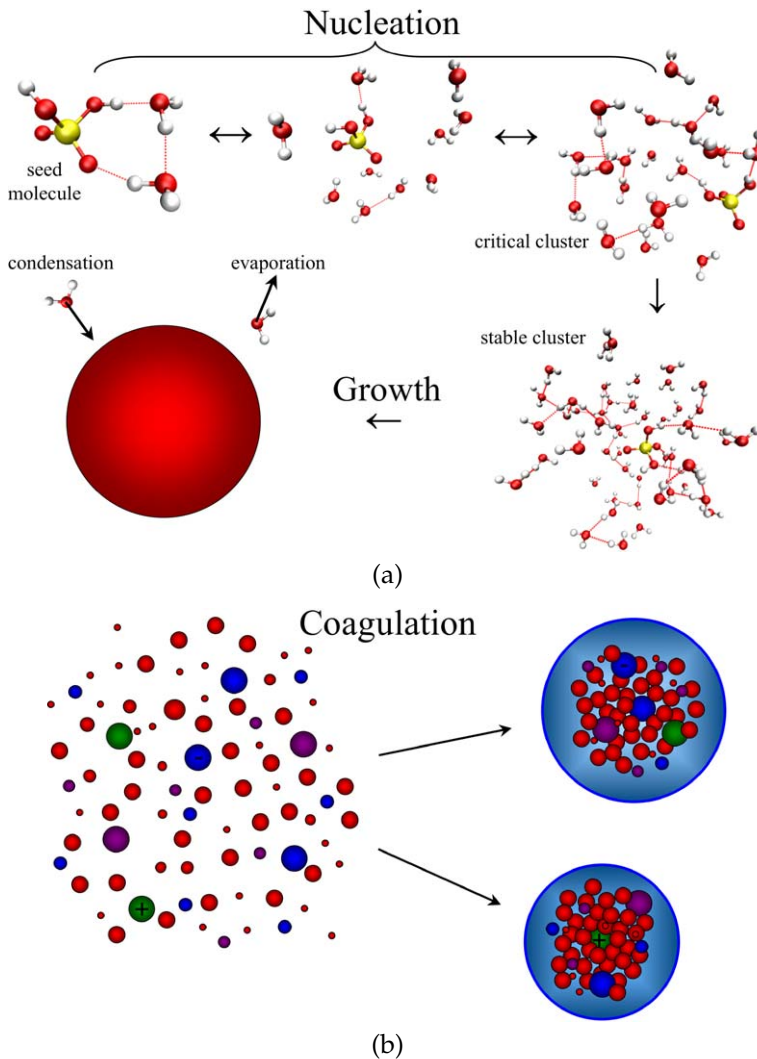 Nucleation
seed
molecule
critical cluster
condensation
evaporation
stable cluster
Growth
(a)
Coagulation
-
-
+
+
(b)